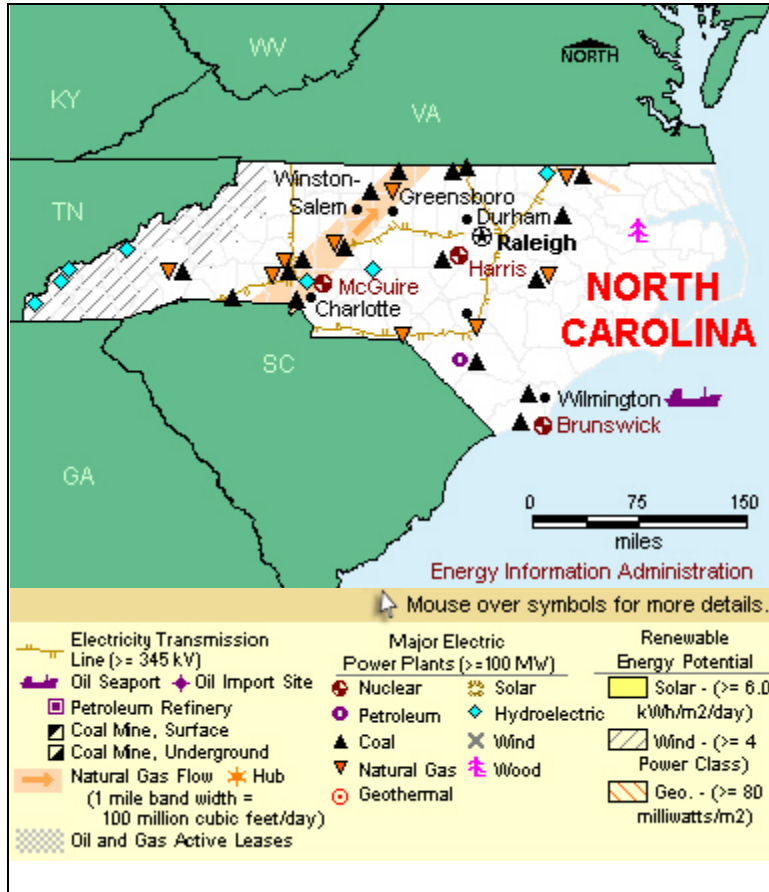 WV
NORTH
KY
VA
TN
Winston-
Salem
Greensboro
Durham
Raleigh
Harris
McGuire
Charlotte
NORTH
CAROLINA
SC
Wilmington
Brunswick
GA
0 75 150
miles
Energy Information Administration
Mouse over symbols for more details.
Electricity Transmission
Line (>= 345 kV)
Oil Seaport Oil Import Site
Petroleum Refinery
Coal Mine, Surface
Coal Mine, Underground
Natural Gas Flow Hub
(1 mile band width =
100 million cubic feet/day)
Oil and Gas Active Leases
Major Electric
Power Plants (>=100 MW)
Nuclear Solar
Petroleum Hydroelectric
Coal Wind
Natural Gas Wood
Geothermal
Renewable
Energy Potential
Solar - (>= 6.0
kWh/m2/day)
Wind - (>= 4
Power Class)
Geo. - (>= 80
milliwatts/m2)